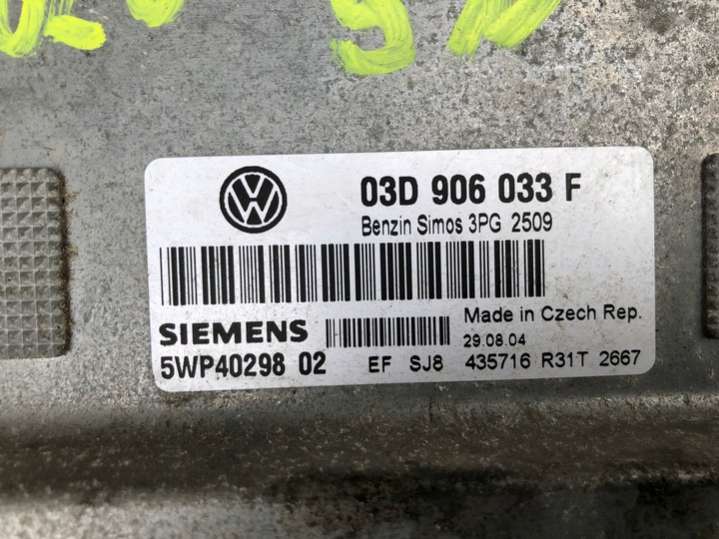 03D 906 033 F
Benzin Simos 3PG 2509
Made in Czech Rep.
SIEMENS
29.08.04
5WP40298 02
EF SJ8 435716 R31T 2667